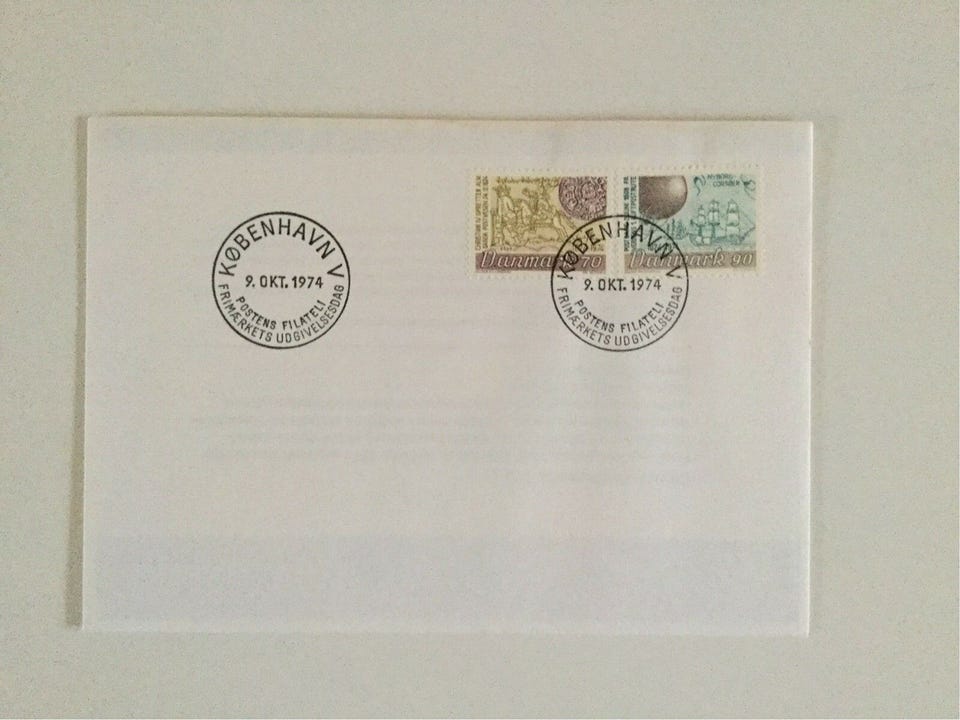 KØBENHAVN V
9. OKT. 1974
POSTENS FILATELI
FRIMÆRKETS UDGIVELSESDAG
Danmark 70
NYBORG
CORSØER
Danmark 90
KØBENHAVN V
9. OKT. 1974
POSTENS FILATELI
FRIMÆRKETS UDGIVELSESDAG